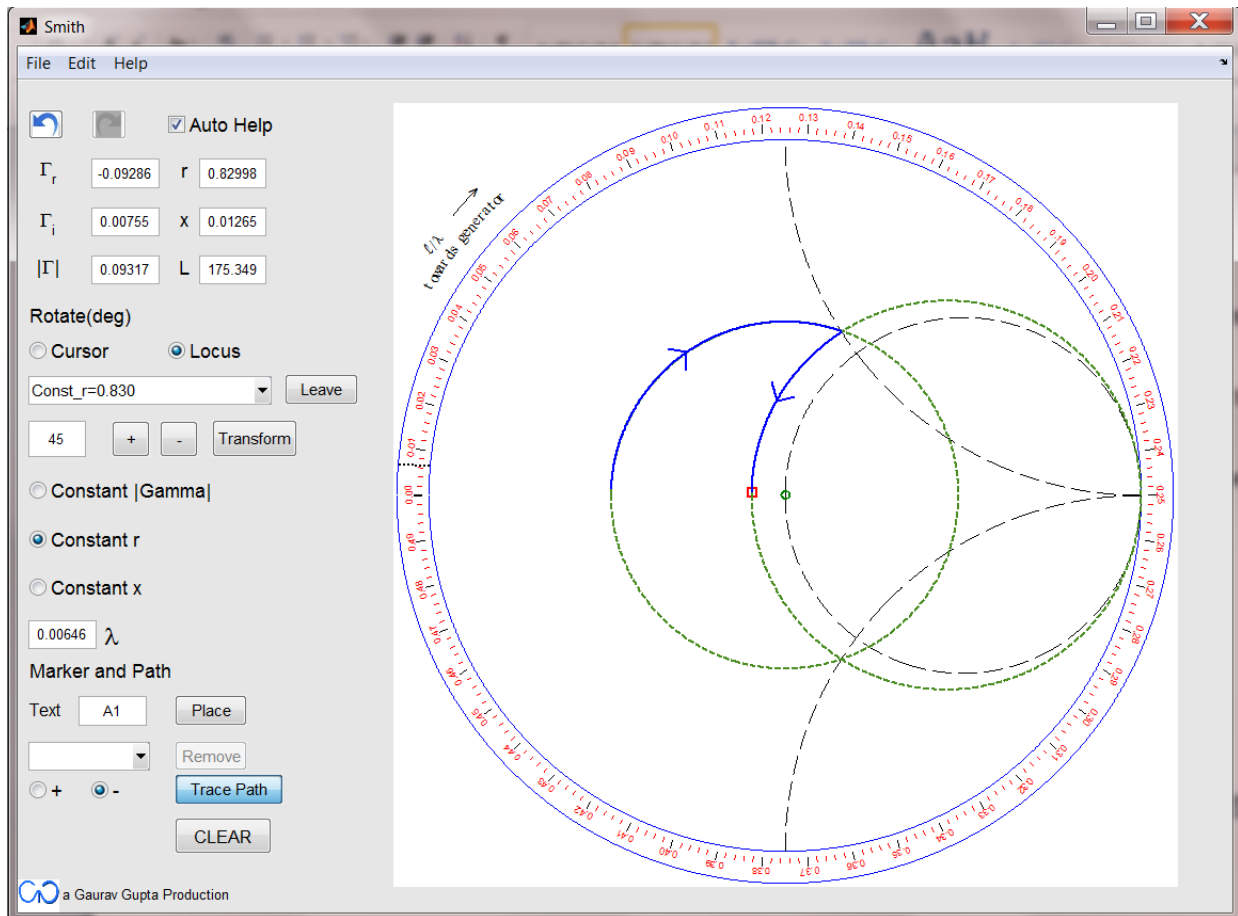 Smith
File Edit Help
Auto Help
Γr -0.09286 r 0.82998
Γi 0.00755 x 0.01265
|Γ| 0.09317 L 175.349
Rotate(deg)
Cursor Locus
Const_r=0.830 Leave
45 + - Transform
Constant |Gamma|
Constant r
Constant x
0.00646 λ
Marker and Path
Text A1 Place
Remove
+ - Trace Path
CLEAR
a Gaurav Gupta Production
ℓ/λ
towards generator
0.00
0.01
0.02
0.03
0.04
0.05
0.06
0.07
0.08
0.09
0.10
0.11
0.12
0.13
0.14
0.15
0.16
0.17
0.18
0.19
0.20
0.21
0.22
0.23
0.24
0.25
0.26
0.27
0.28
0.29
0.30
0.31
0.32
0.33
0.34
0.35
0.36
0.37
0.38
0.39
0.40
0.41
0.42
0.43
0.44
0.45
0.46
0.47
0.48
0.49